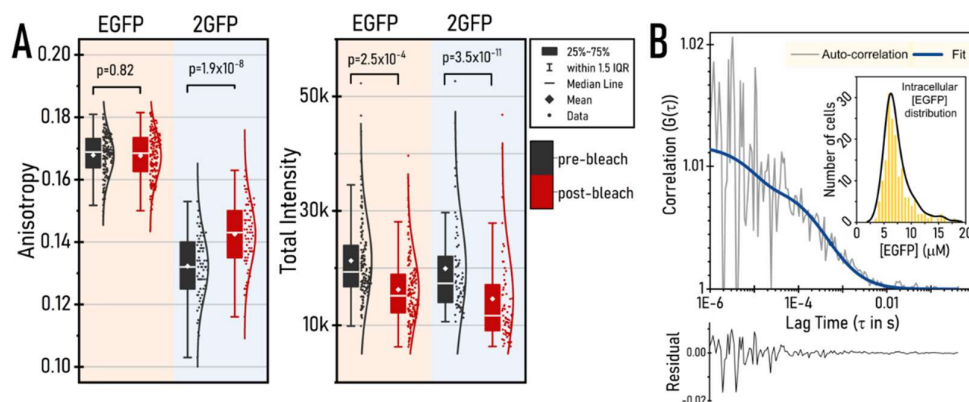 A
EGFP 2GFP
EGFP 2GFP
Anisotropy
0.20
0.18
0.16
0.14
0.12
0.10
p=0.82
p=1.9x10⁻⁸
Total Intensity
50k
30k
10k
p=2.5x10⁻⁴
p=3.5x10⁻¹¹
25%-75%
within 1.5 IQR
Median Line
Mean
Data
pre-bleach
post-bleach
B
Correlation (G(τ))
1.02
1.01
1
Auto-correlation Fit
Intracellular
[EGFP]
distribution
Number of cells
30
20
10
0
0 5 10 15 20
[EGFP] (μM)
1E-6 1E-4 0.01
Lag Time (τ in s)
Residual
0.00
-0.02